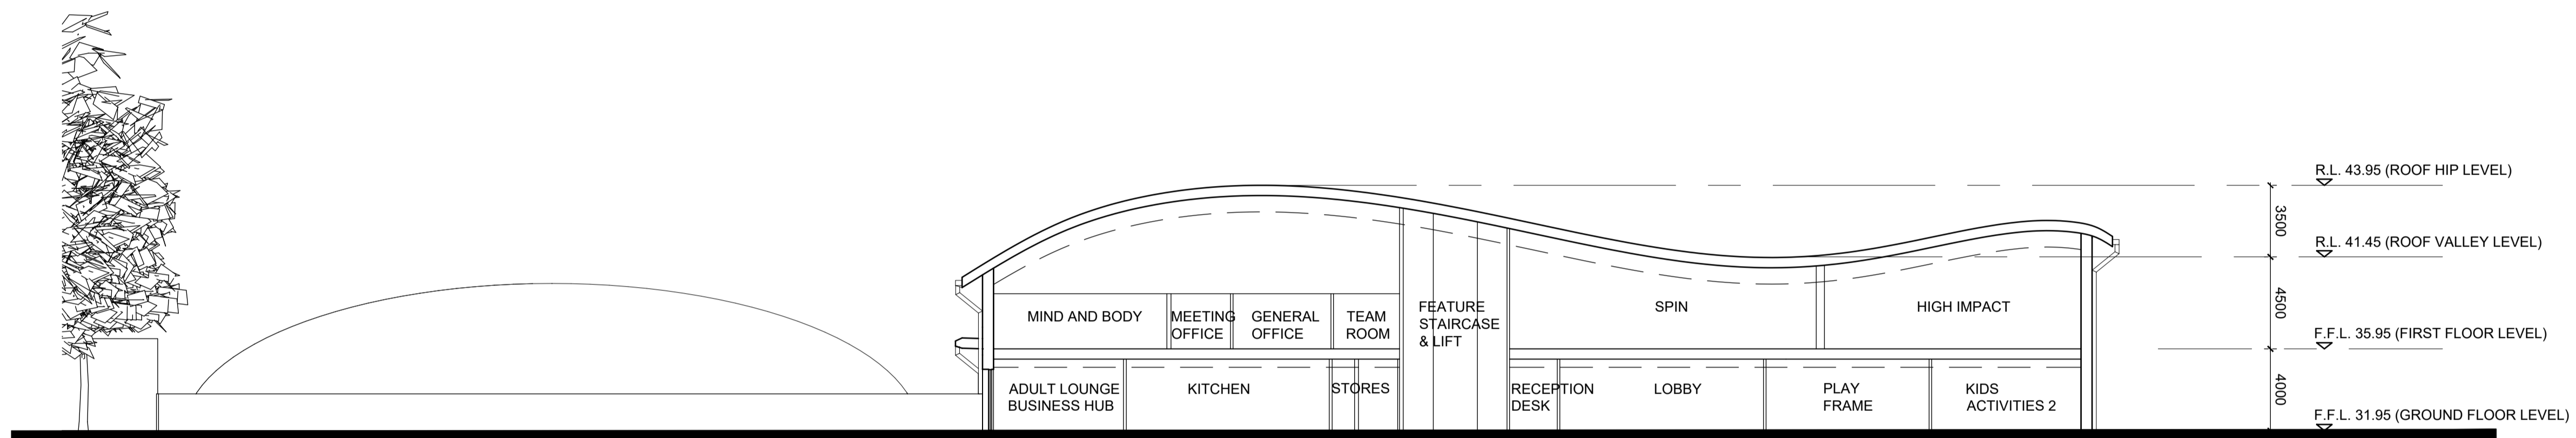 R.L. 43.95 (ROOF HIP LEVEL)
3500
R.L. 41.45 (ROOF VALLEY LEVEL)
4500
F.F.L. 35.95 (FIRST FLOOR LEVEL)
4000
F.F.L. 31.95 (GROUND FLOOR LEVEL)
MIND AND BODY
MEETING
OFFICE
GENERAL
OFFICE
TEAM
ROOM
FEATURE
STAIRCASE
& LIFT
SPIN
HIGH IMPACT
ADULT LOUNGE
BUSINESS HUB
KITCHEN
STORES
RECEPTION
DESK
LOBBY
PLAY
FRAME
KIDS
ACTIVITIES 2